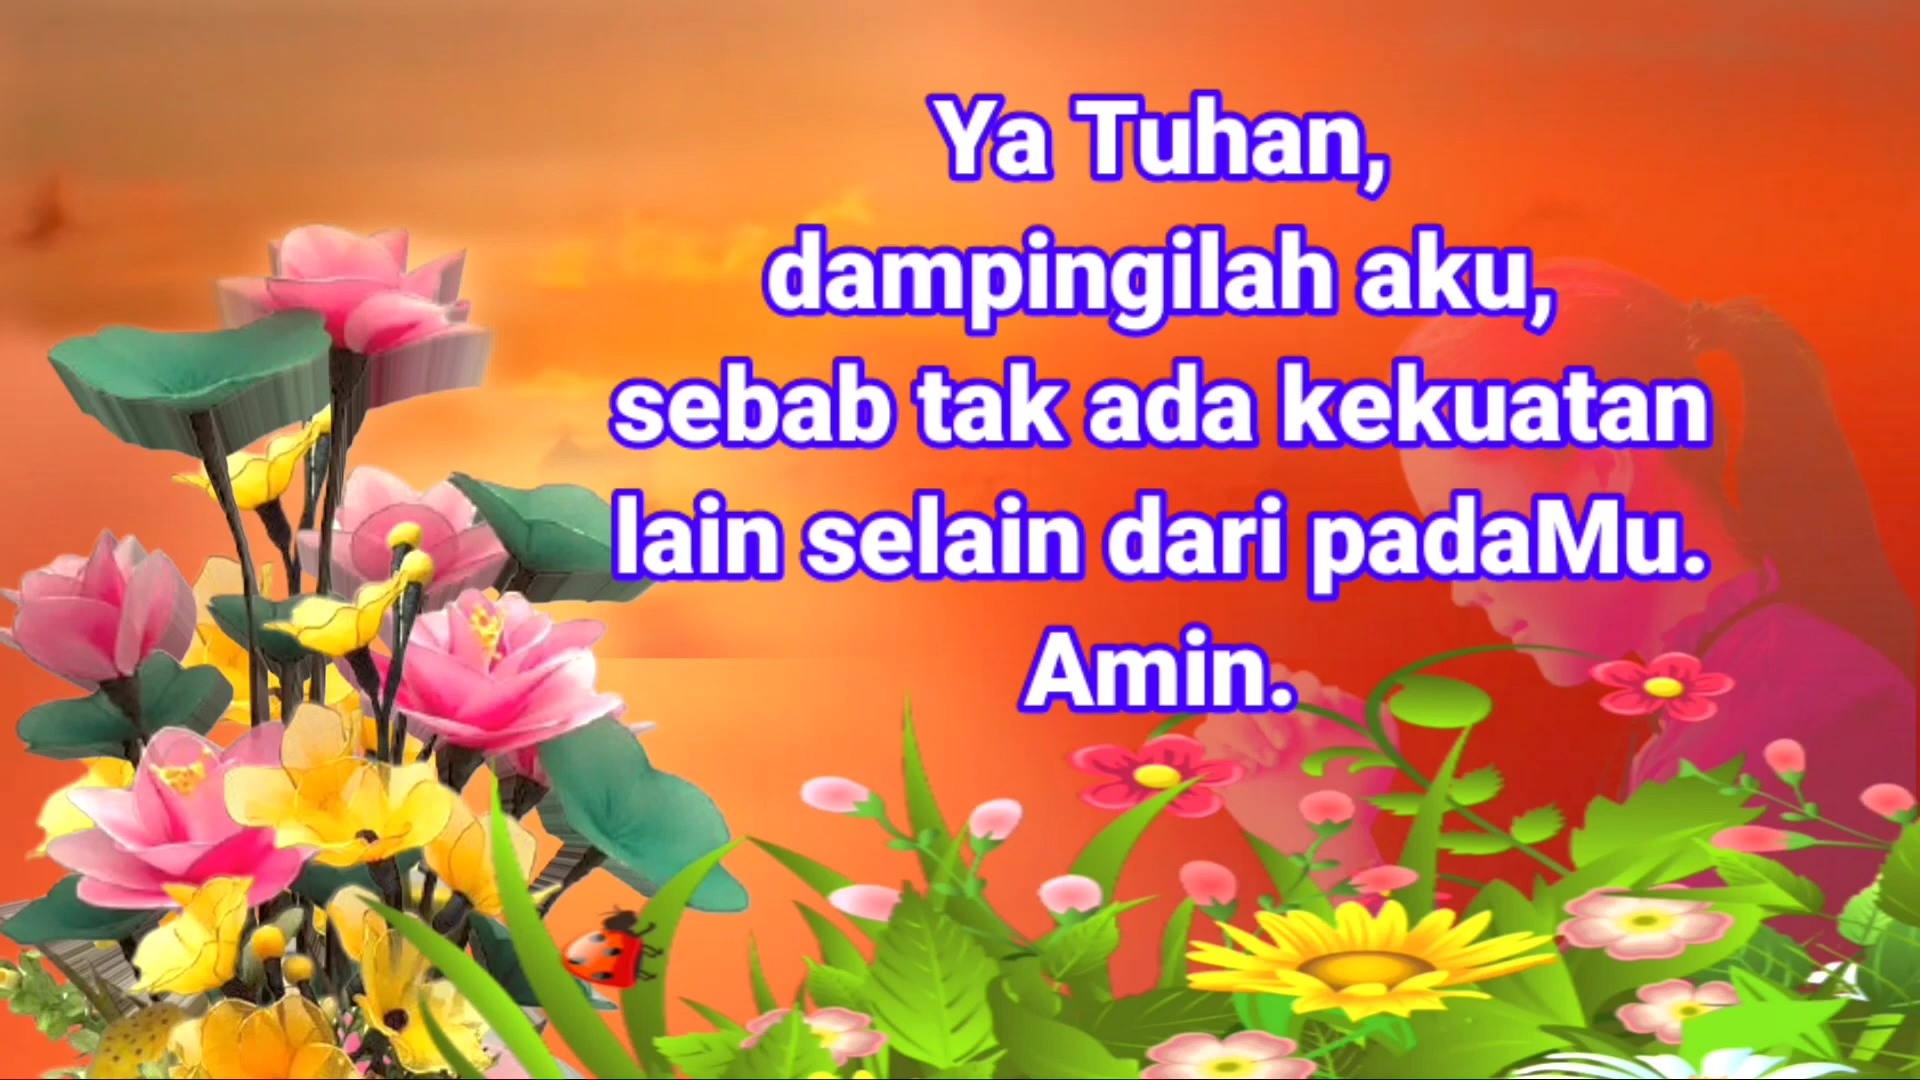 Ya Tuhan,
dampingilah aku,
sebab tak ada kekuatan
lain selain dari padaMu.
Amin.